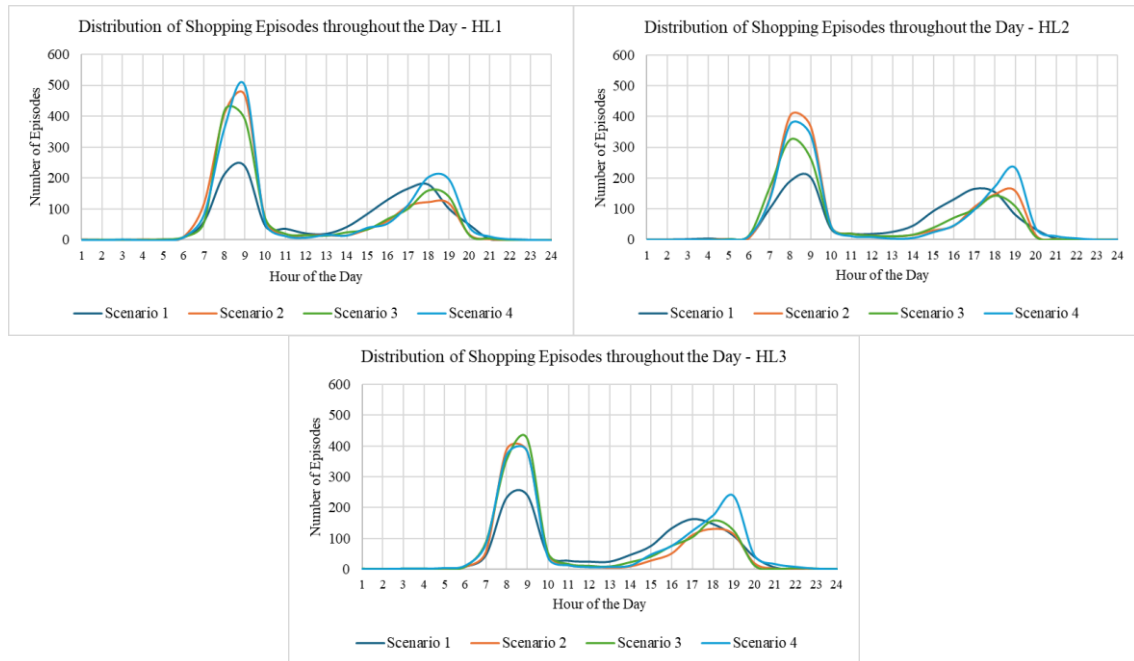 Distribution of Shopping Episodes throughout the Day - HL1
600
500
400
300
200
100
0
Number of Episodes
1 2 3 4 5 6 7 8 9 10 11 12 13 14 15 16 17 18 19 20 21 22 23 24
Hour of the Day
Scenario 1 Scenario 2 Scenario 3 Scenario 4
Distribution of Shopping Episodes throughout the Day - HL2
600
500
400
300
200
100
0
Number of Episodes
1 2 3 4 5 6 7 8 9 10 11 12 13 14 15 16 17 18 19 20 21 22 23 24
Hour of the Day
Scenario 1 Scenario 2 Scenario 3 Scenario 4
Distribution of Shopping Episodes throughout the Day - HL3
600
500
400
300
200
100
0
Number of Episodes
1 2 3 4 5 6 7 8 9 10 11 12 13 14 15 16 17 18 19 20 21 22 23 24
Hour of the Day
Scenario 1 Scenario 2 Scenario 3 Scenario 4